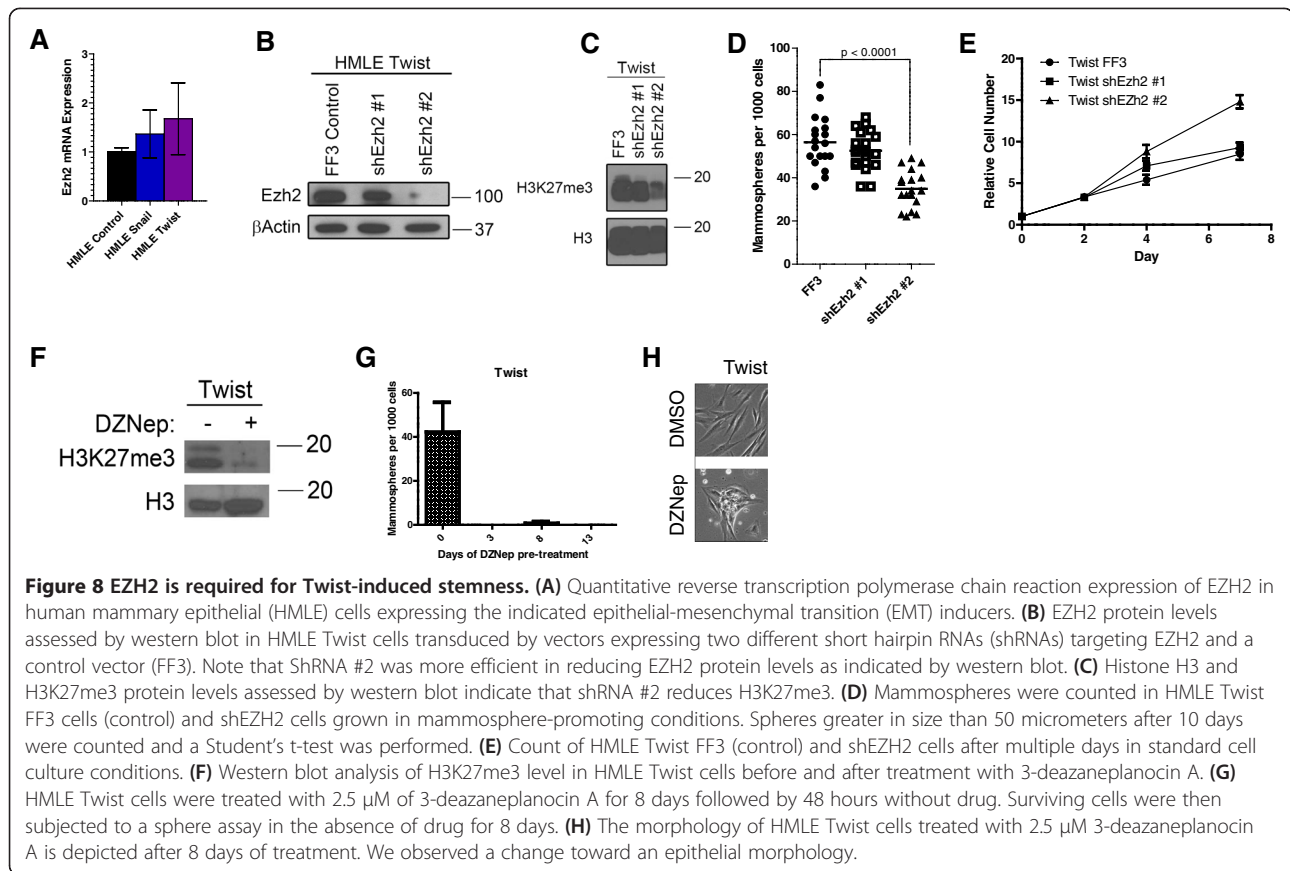 A
Ezh2 mRNA Expression
3
2
1
0
HMLE Control
HMLE Snail
HMLE Twist
B
HMLE Twist
FF3 Control
shEzh2 #1
shEzh2 #2
Ezh2
100
βActin
37
C
Twist
FF3
shEzh2 #1
shEzh2 #2
H3K27me3
20
H3
20
D
p < 0.0001
Mammospheres per 1000 cells
100
80
60
40
20
0
FF3
shEzh2 #1
shEzh2 #2
E
Twist FF3
Twist shEzh2 #1
Twist shEZh2 #2
Relative Cell Number
20
15
10
5
0
0 2 4 6 8
Day
F
Twist
DZNep: - +
H3K27me3
20
H3
20
G
Twist
Mammospheres per 1000 cells
60
40
20
0
0 3 8 13
Days of DZNep pre-treatment
H
Twist
DMSO
DZNep
Figure 8 EZH2 is required for Twist-induced stemness. (A) Quantitative reverse transcription polymerase chain reaction expression of EZH2 in
human mammary epithelial (HMLE) cells expressing the indicated epithelial-mesenchymal transition (EMT) inducers. (B) EZH2 protein levels
assessed by western blot in HMLE Twist cells transduced by vectors expressing two different short hairpin RNAs (shRNAs) targeting EZH2 and a
control vector (FF3). Note that ShRNA #2 was more efficient in reducing EZH2 protein levels as indicated by western blot. (C) Histone H3 and
H3K27me3 protein levels assessed by western blot indicate that shRNA #2 reduces H3K27me3. (D) Mammospheres were counted in HMLE Twist
FF3 cells (control) and shEZH2 cells grown in mammosphere-promoting conditions. Spheres greater in size than 50 micrometers after 10 days
were counted and a Student's t-test was performed. (E) Count of HMLE Twist FF3 (control) and shEZH2 cells after multiple days in standard cell
culture conditions. (F) Western blot analysis of H3K27me3 level in HMLE Twist cells before and after treatment with 3-deazaneplanocin A. (G)
HMLE Twist cells were treated with 2.5 μM of 3-deazaneplanocin A for 8 days followed by 48 hours without drug. Surviving cells were then
subjected to a sphere assay in the absence of drug for 8 days. (H) The morphology of HMLE Twist cells treated with 2.5 μM 3-deazaneplanocin
A is depicted after 8 days of treatment. We observed a change toward an epithelial morphology.